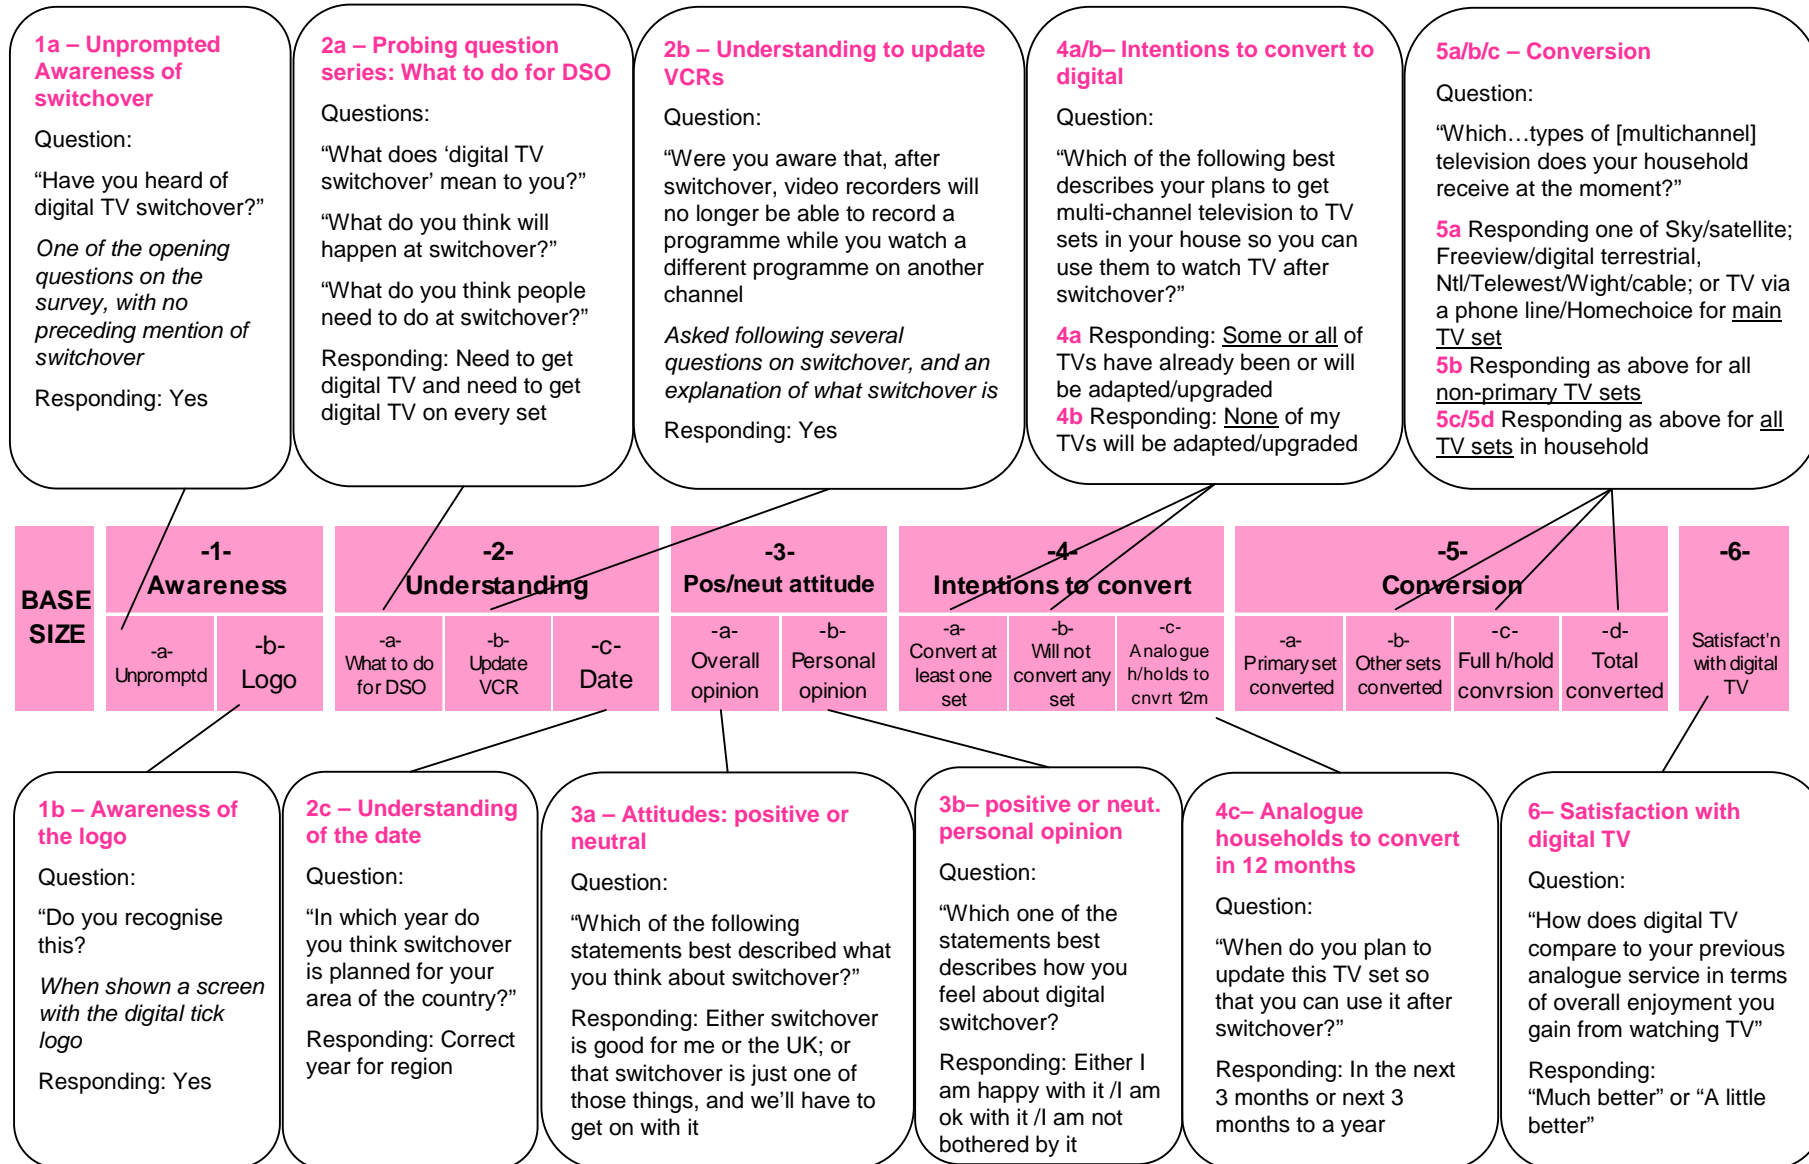 1a – Unprompted
Awareness of
switchover
Question:
“Have you heard of
digital TV switchover?”
One of the opening
questions on the
survey, with no
preceding mention of
switchover
Responding: Yes
2a – Probing question
series: What to do for DSO
Questions:
“What does ‘digital TV
switchover’ mean to you?”
“What do you think will
happen at switchover?”
“What do you think people
need to do at switchover?”
Responding: Need to get
digital TV and need to get
digital TV on every set
2b – Understanding to update
VCRs
Question:
“Were you aware that, after
switchover, video recorders will
no longer be able to record a
programme while you watch a
different programme on another
channel
Asked following several
questions on switchover, and an
explanation of what switchover is
Responding: Yes
4a/b– Intentions to convert to
digital
Question:
“Which of the following best
describes your plans to get
multi-channel television to TV
sets in your house so you can
use them to watch TV after
switchover?”
4a Responding: Some or all of
TVs have already been or will
be adapted/upgraded
4b Responding: None of my
TVs will be adapted/upgraded
5a/b/c – Conversion
Question:
“Which…types of [multichannel]
television does your household
receive at the moment?”
5a Responding one of Sky/satellite;
Freeview/digital terrestrial,
Ntl/Telewest/Wight/cable; or TV via
a phone line/Homechoice for main
TV set
5b Responding as above for all
non-primary TV sets
5c/5d Responding as above for all
TV sets in household
BASE
SIZE
-1-
Awareness
-a-
Unpromptd
-b-
Logo
-2-
Understanding
-a-
What to do
for DSO
-b-
Update
VCR
-c-
Date
-3-
Pos/neut attitude
-a-
Overall
opinion
-b-
Personal
opinion
-4-
Intentions to convert
-a-
Convert at
least one
set
-b-
Will not
convert any
set
-c-
Analogue
h/holds to
cnvrt 12m
-5-
Conversion
-a-
Primary set
converted
-b-
Other sets
converted
-c-
Full h/hold
convrsion
-d-
Total
converted
-6-
Satisfact'n
with digital
TV
1b – Awareness of
the logo
Question:
“Do you recognise
this?
When shown a screen
with the digital tick
logo
Responding: Yes
2c – Understanding
of the date
Question:
“In which year do
you think switchover
is planned for your
area of the country?”
Responding: Correct
year for region
3a – Attitudes: positive or
neutral
Question:
“Which of the following
statements best described what
you think about switchover?”
Responding: Either switchover
is good for me or the UK; or
that switchover is just one of
those things, and we’ll have to
get on with it
3b– positive or neut.
personal opinion
Question:
“Which one of the
statements best
describes how you
feel about digital
switchover?
Responding: Either I
am happy with it /I am
ok with it /I am not
bothered by it
4c– Analogue
households to convert
in 12 months
Question:
“When do you plan to
update this TV set so
that you can use it after
switchover?”
Responding: In the next
3 months or next 3
months to a year
6– Satisfaction with
digital TV
Question:
“How does digital TV
compare to your previous
analogue service in terms
of overall enjoyment you
gain from watching TV”
Responding:
“Much better” or “A little
better”